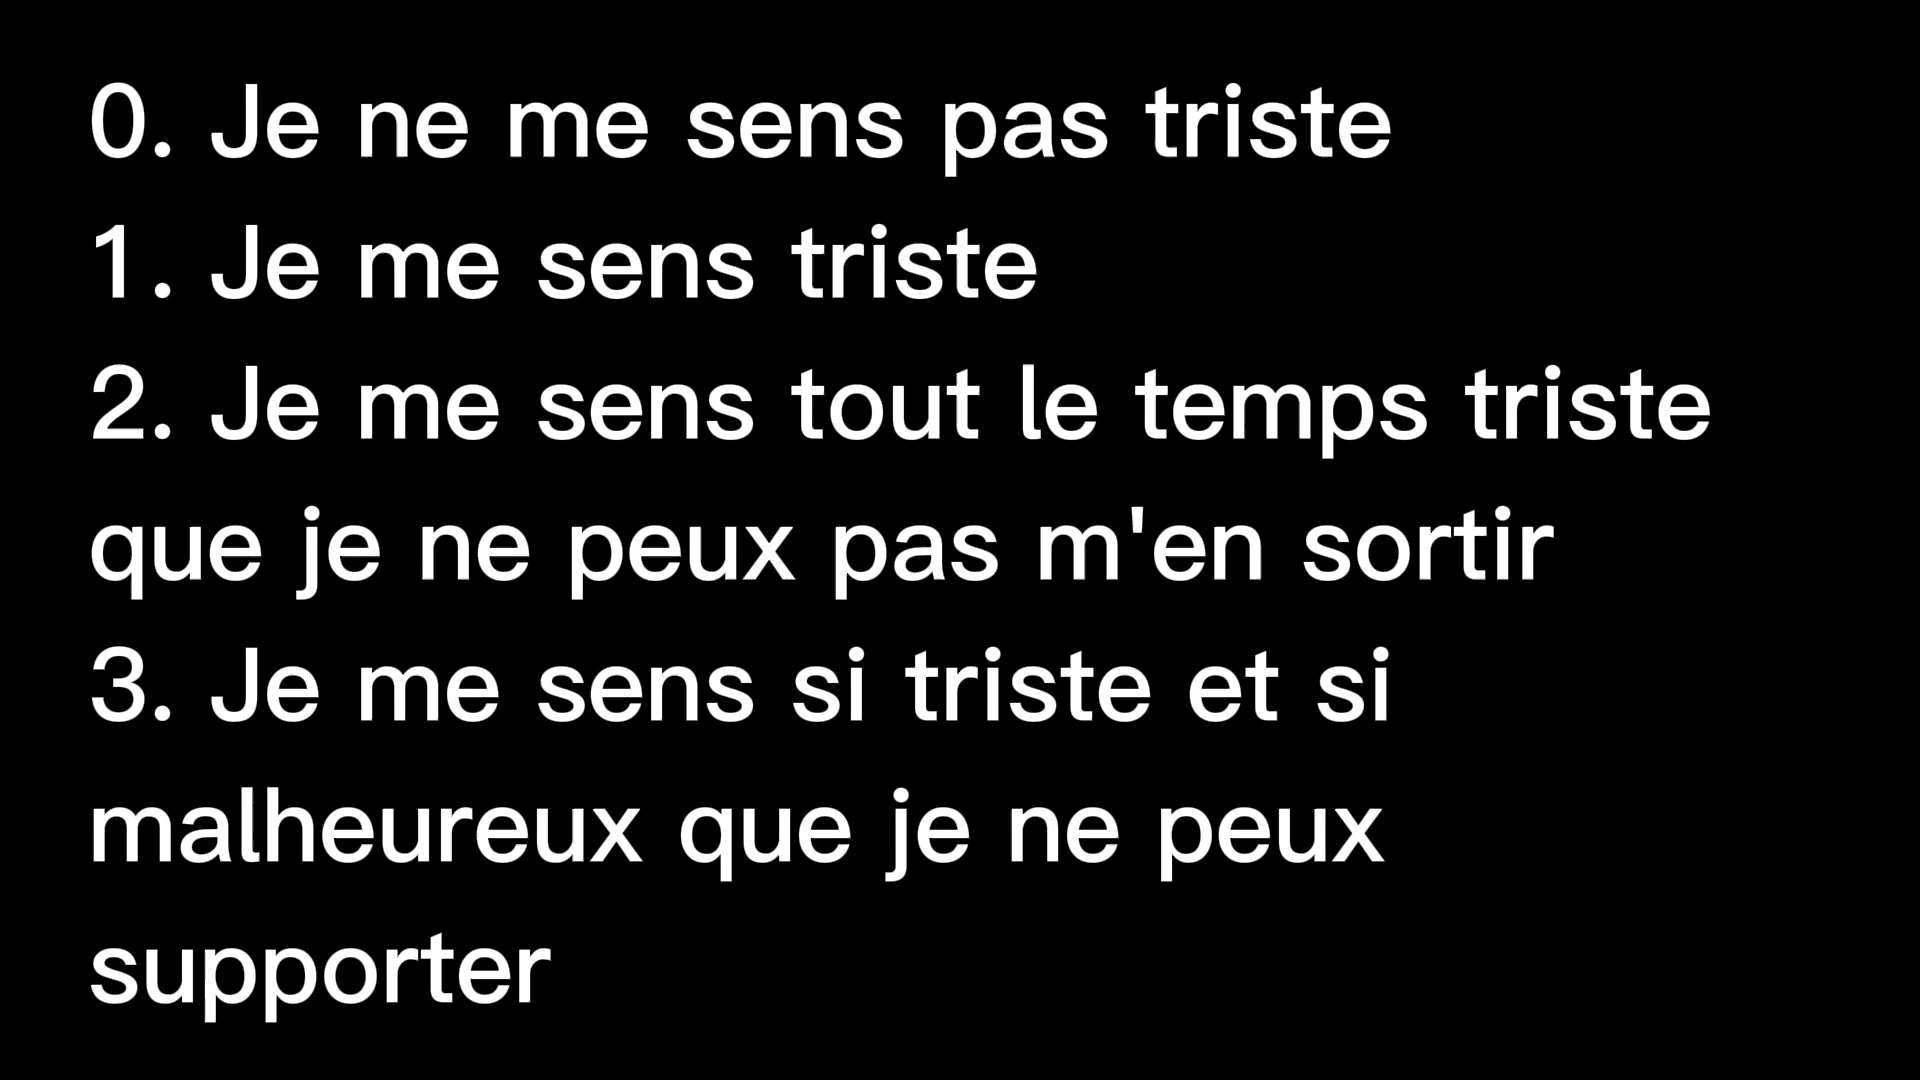 0. Je ne me sens pas triste
1. Je me sens triste
2. Je me sens tout le temps triste
que je ne peux pas m'en sortir
3. Je me sens si triste et si
malheureux que je ne peux
supporter